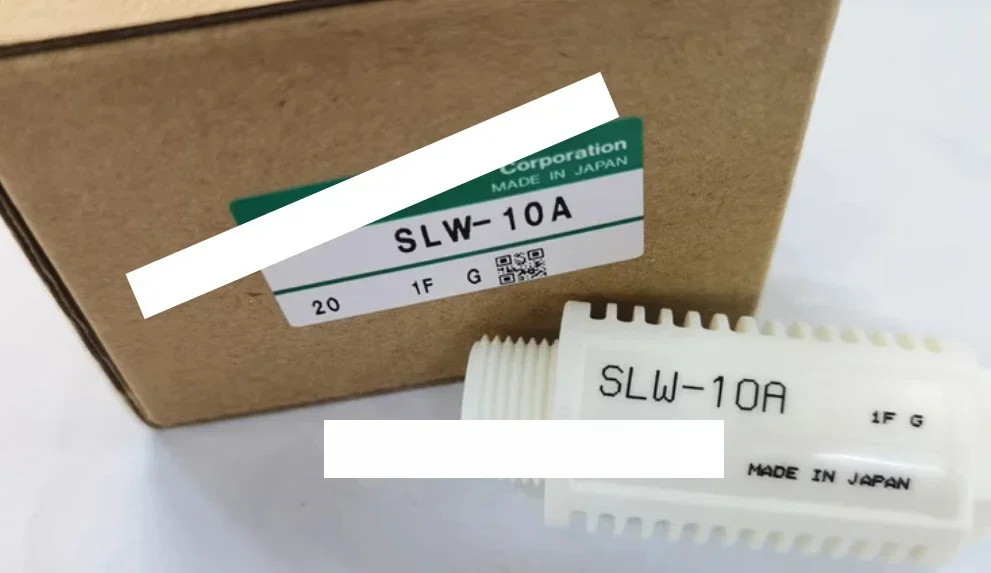 Corporation
MADE IN JAPAN
SLW-10A
20 1F G
SLW-10A
1F G
MADE IN JAPAN